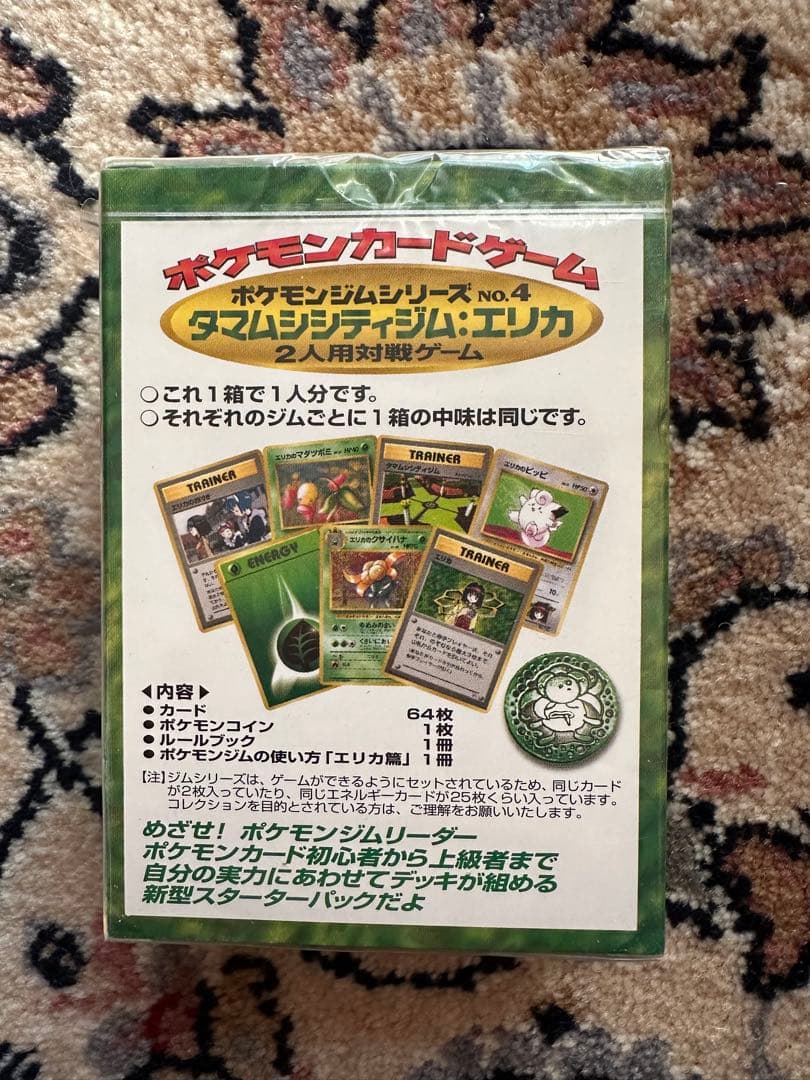 ポケモンカードゲーム
ポケモンジムシリーズ NO.4
タマムシシティジム:エリカ
2人用対戦ゲーム
○これ1箱で1人分です。
○それぞれのジムごとに1箱の中味は同じです。
TRAINER
エリカのマダツボミ HP40
TRAINER
タマムシシティジム
エリカのピッピ HP50
ENERGY
エリカのクサイハナ
TRAINER
エリカ
◀内容▶
●カード 64枚
●ポケモンコイン 1枚
●ルールブック 1冊
●ポケモンジムの使い方「エリカ篇」 1冊
【注】ジムシリーズは、ゲームができるようにセットされているため、同じカード
が2枚入っていたり、同じエネルギーカードが25枚くらい入っています。
コレクションを目的とされている方は、ご理解をお願いいたします。
めざせ! ポケモンジムリーダー
ポケモンカード初心者から上級者まで
自分の実力にあわせてデッキが組める
新型スターターパックだよ